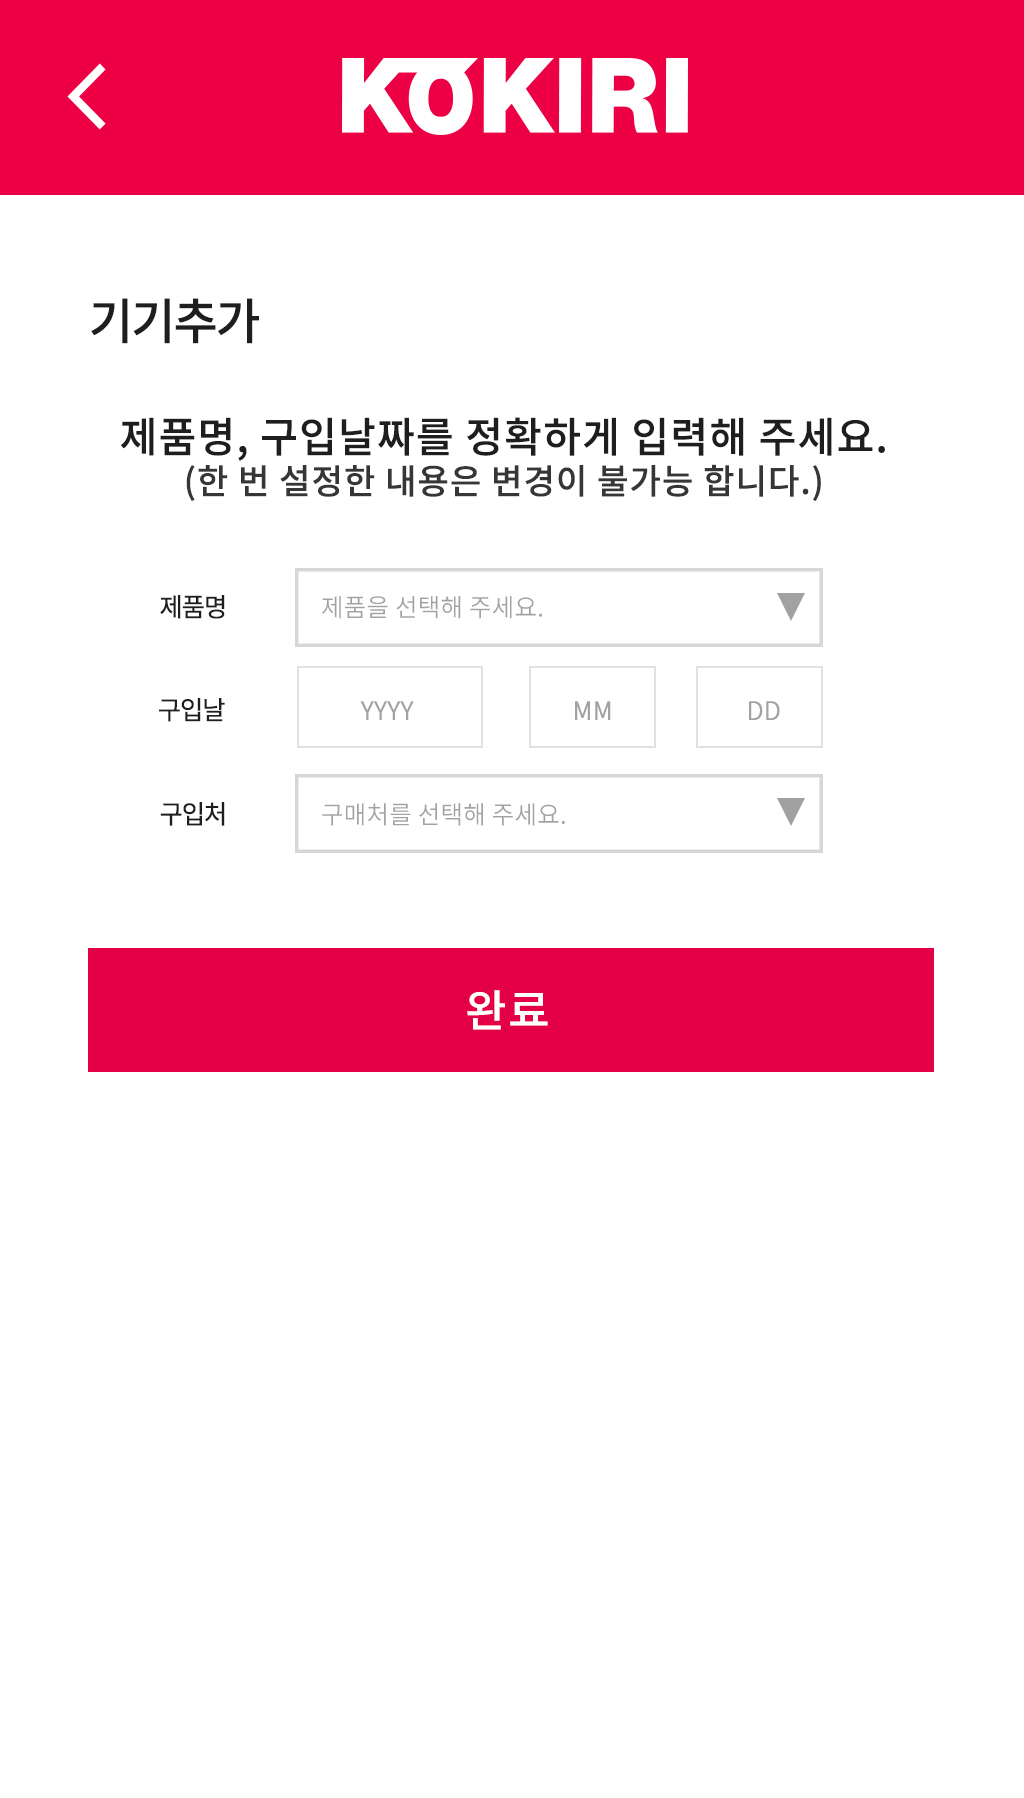 KOKIRI
기기추가
제품명, 구입날짜를 정확하게 입력해 주세요.
(한 번 설정한 내용은 변경이 불가능 합니다.)
제품명 제품을 선택해 주세요.
구입날 YYYY MM DD
구입처 구매처를 선택해 주세요.
완료